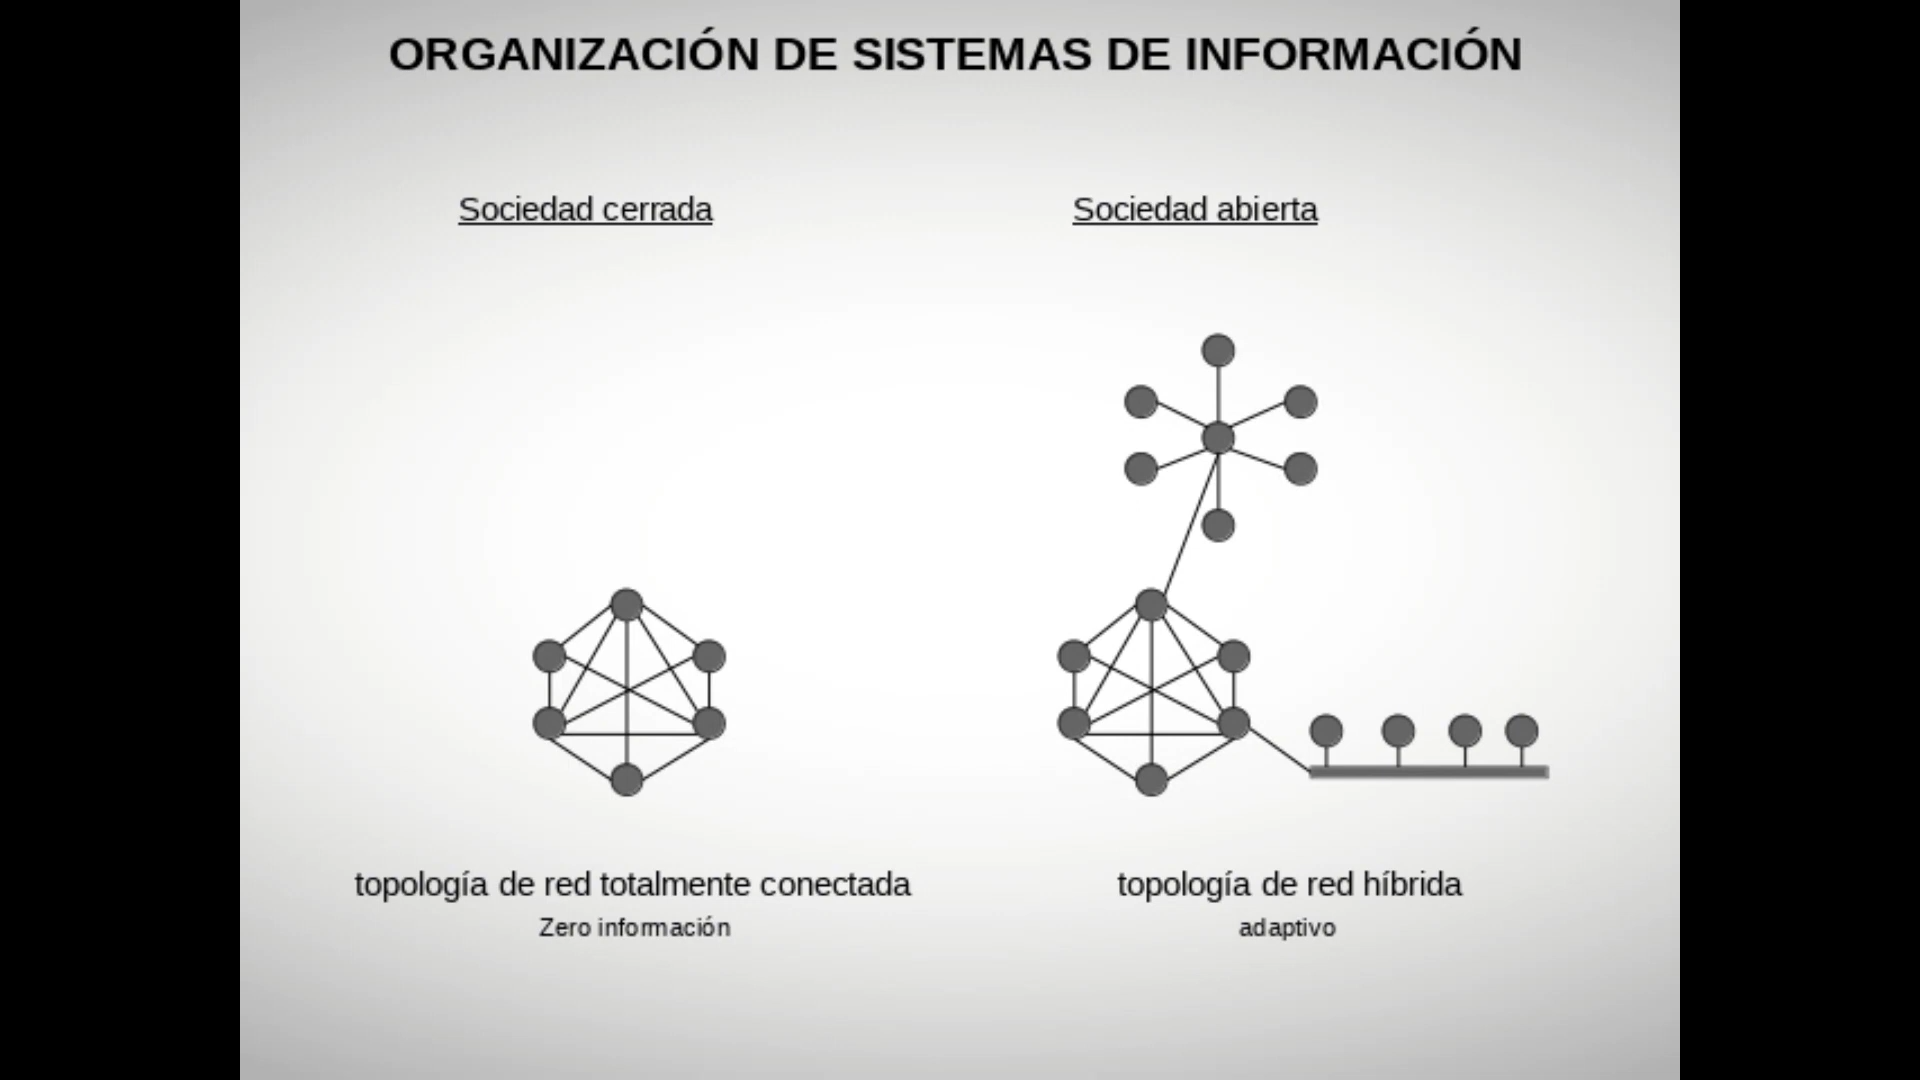 ORGANIZACIÓN DE SISTEMAS DE INFORMACIÓN
Sociedad cerrada
Sociedad abierta
topología de red totalmente conectada
Zero información
topología de red híbrida
adaptivo